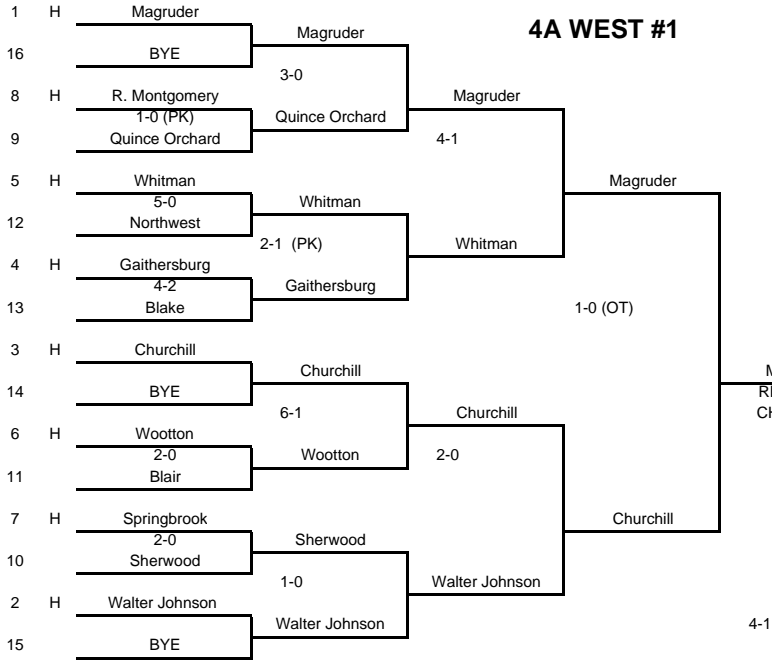 4A WEST #1
1 H Magruder
Magruder
16 BYE
3-0
8 H R. Montgomery
Magruder
1-0 (PK)
Quince Orchard
9 Quince Orchard
4-1
5 H Whitman
Magruder
5-0
Whitman
12 Northwest
2-1 (PK)
Whitman
4 H Gaithersburg
4-2
Gaithersburg
13 Blake
1-0 (OT)
3 H Churchill
Churchill
14 BYE
6-1
Churchill
6 H Wootton
2-0
Wootton
2-0
11 Blair
7 H Springbrook
Churchill
2-0
Sherwood
10 Sherwood
1-0
Walter Johnson
2 H Walter Johnson
Walter Johnson
4-1
15 BYE